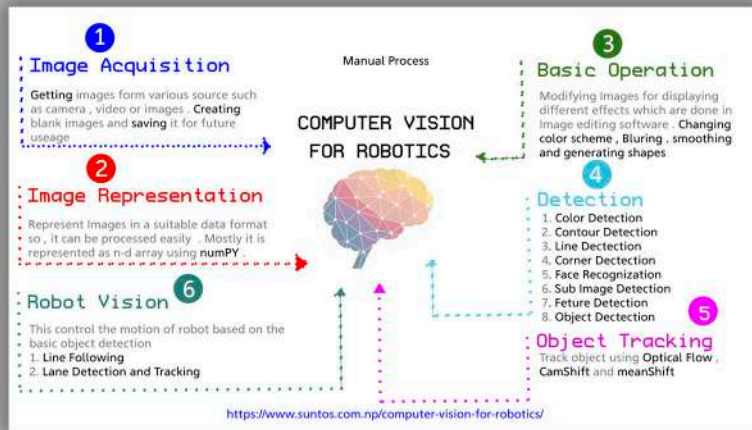 1
Image Acquisition
Getting images form various source such
as camera , video or images . Creating
blank images and saving it for future
useage
2
Image Representation
Represent Images in a suitable data format
so , it can be processed easily . Mostly it is
represented as n-d array using numPY .
6
Robot Vision
This control the motion of robot based on the
basic object detection
1. Line Following
2. Lane Detection and Tracking
Manual Process
COMPUTER VISION
FOR ROBOTICS
3
Basic Operation
Modifying Images for displaying
different effects which are done in
Image editing software . Changing
color scheme , Bluring , smoothing
and generating shapes
4
Detection
1. Color Detection
2. Contour Detection
3. Line Dectection
4. Corner Dectection
5. Face Recognization
6. Sub Image Detection
7. Feture Detection
8. Object Dectection
5
Object Tracking
Track object using Optical Flow ,
CamShift and meanShift
https://www.suntos.com.np/computer-vision-for-robotics/